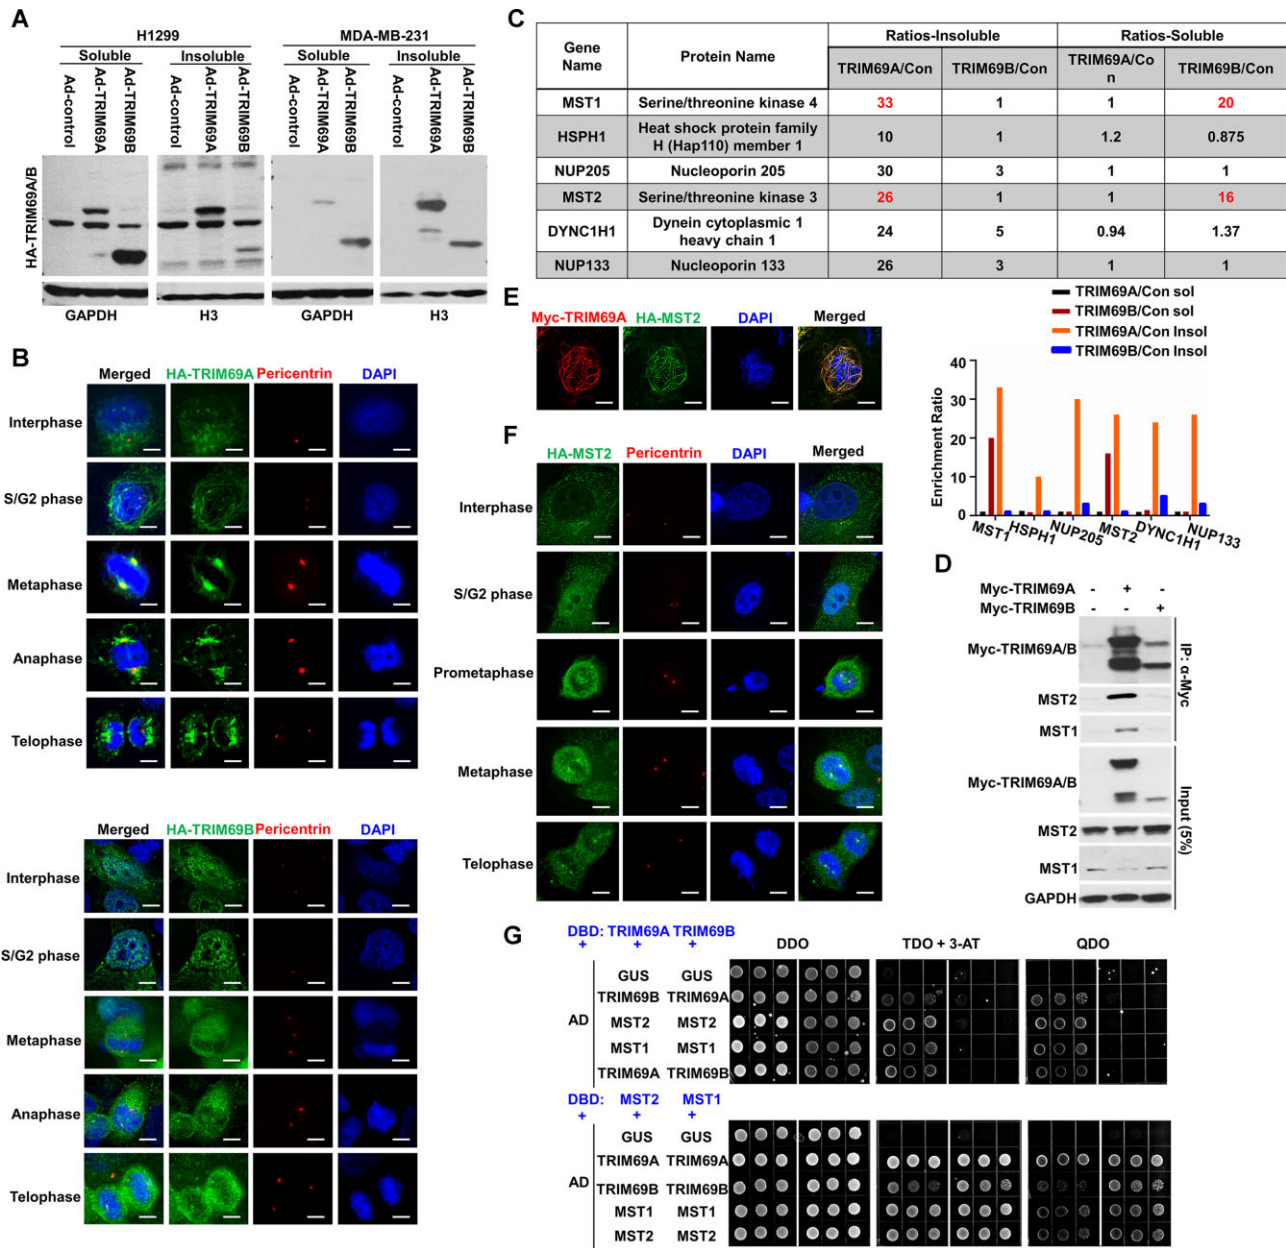 A
H1299
MDA-MB-231
Soluble
Insoluble
Soluble
Insoluble
Ad-control
Ad-TRIM69A
Ad-TRIM69B
Ad-control
Ad-TRIM69A
Ad-TRIM69B
Ad-control
Ad-TRIM69A
Ad-TRIM69B
Ad-control
Ad-TRIM69A
Ad-TRIM69B
HA-TRIM69A/B
GAPDH
H3
GAPDH
H3
B
Merged HA-TRIM69A Pericentrin DAPI
Interphase
S/G2 phase
Metaphase
Anaphase
Telophase
Merged HA-TRIM69B Pericentrin DAPI
Interphase
S/G2 phase
Metaphase
Anaphase
Telophase
C
Gene Name Protein Name Ratios-Insoluble Ratios-Soluble
TRIM69A/Con TRIM69B/Con TRIM69A/Co n TRIM69B/Con
MST1 Serine/threonine kinase 4 33 1 1 20
HSPH1 Heat shock protein family H (Hap110) member 1 10 1 1.2 0.875
NUP205 Nucleoporin 205 30 3 1 1
MST2 Serine/threonine kinase 3 26 1 1 16
DYNC1H1 Dynein cytoplasmic 1 heavy chain 1 24 5 0.94 1.37
NUP133 Nucleoporin 133 26 3 1 1
TRIM69A/Con sol
TRIM69B/Con sol
TRIM69A/Con Insol
TRIM69B/Con Insol
Enrichment Ratio
40
30
20
10
0
MST1
HSPH1
NUP205
MST2
DYNC1H1
NUP133
D
Myc-TRIM69A - + -
Myc-TRIM69B - - +
Myc-TRIM69A/B
MST2
MST1
IP: α-Myc
Myc-TRIM69A/B
MST2
MST1
GAPDH
Input (5%)
E
Myc-TRIM69A HA-MST2 DAPI Merged
F
HA-MST2 Pericentrin DAPI Merged
Interphase
S/G2 phase
Prometaphase
Metaphase
Telophase
G
DBD: TRIM69A TRIM69B
+ + +
DDO
TDO + 3-AT
QDO
AD
GUS GUS
TRIM69B TRIM69A
MST2 MST2
MST1 MST1
TRIM69A TRIM69B
DBD: MST2 MST1
+ + +
AD
GUS GUS
TRIM69A TRIM69A
TRIM69B TRIM69B
MST1 MST1
MST2 MST2